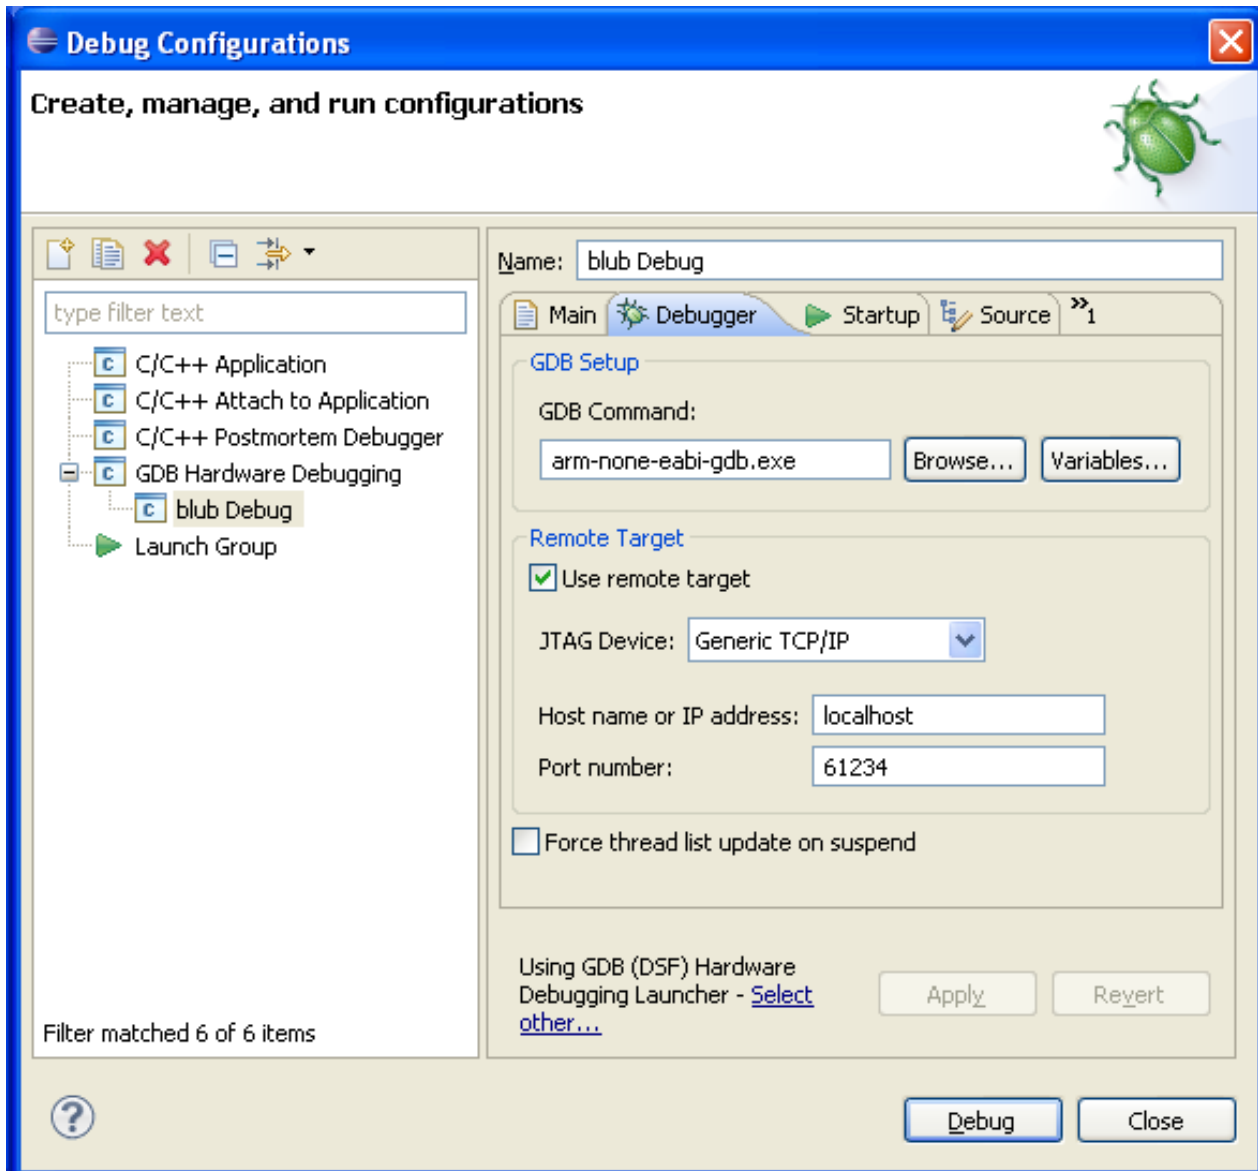 Debug Configurations
Create, manage, and run configurations
type filter text
C/C++ Application
C/C++ Attach to Application
C/C++ Postmortem Debugger
GDB Hardware Debugging
blub Debug
Launch Group
Filter matched 6 of 6 items
Name: blub Debug
Main Debugger Startup Source »1
GDB Setup
GDB Command:
arm-none-eabi-gdb.exe Browse... Variables...
Remote Target
Use remote target
JTAG Device: Generic TCP/IP
Host name or IP address: localhost
Port number: 61234
Force thread list update on suspend
Using GDB (DSF) Hardware
Debugging Launcher - Select
other...
Apply Revert
Debug Close